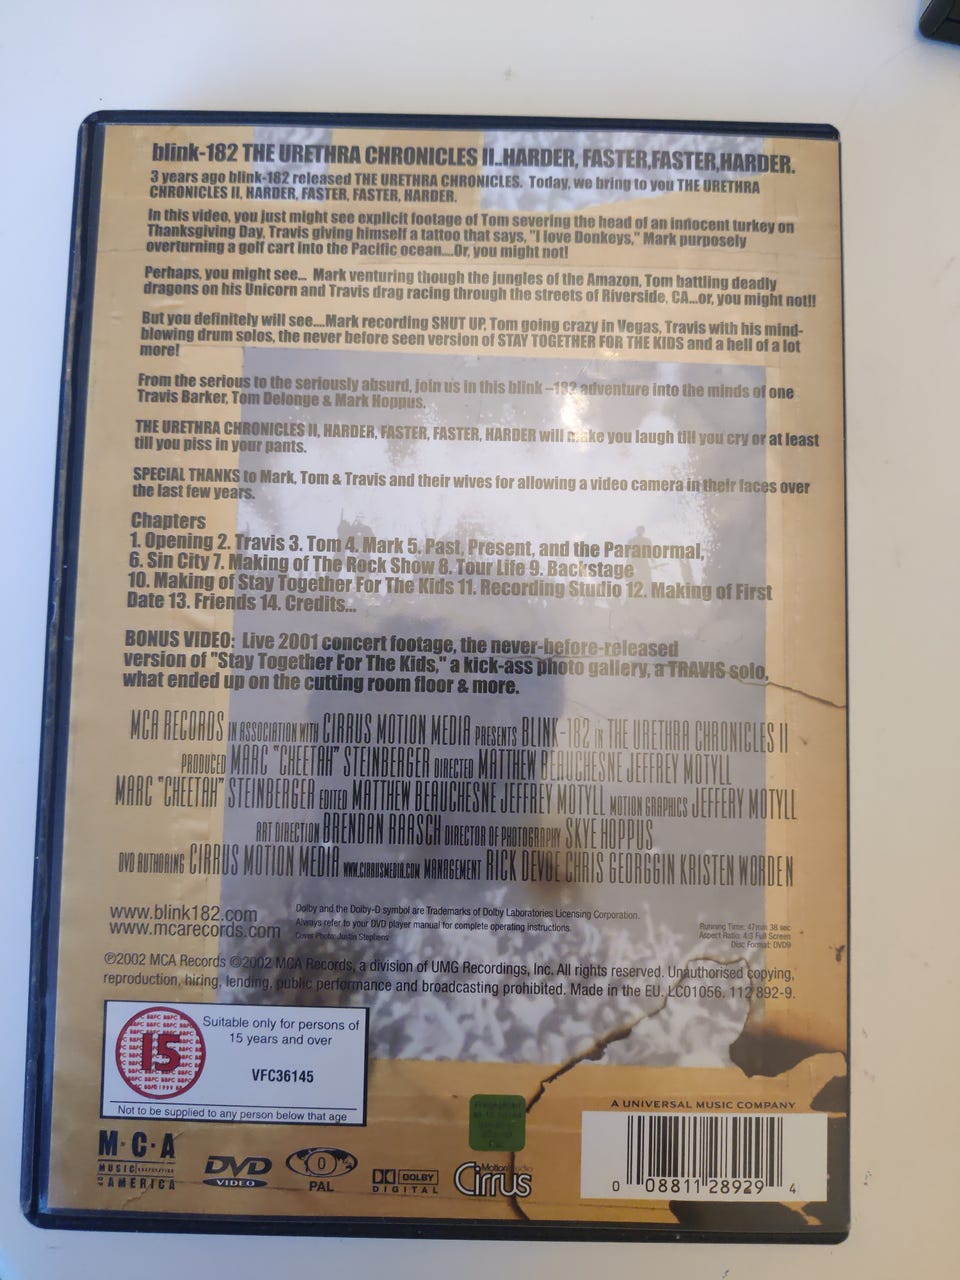 blink-182 THE URETHRA CHRONICLES II..HARDER, FASTER,FASTER,HARDER.
3 years ago blink-182 released THE URETHRA CHRONICLES. Today, we bring to you THE URETHRA
CHRONICLES II, HARDER, FASTER, FASTER, HARDER.
In this video, you just might see explicit footage of Tom severing the head of an innocent turkey on
Thanksgiving Day, Travis giving himself a tattoo that says, "I love Donkeys," Mark purposely
overturning a golf cart into the Pacific ocean....Or, you might not!
Perhaps, you might see... Mark venturing though the jungles of the Amazon, Tom battling deadly
dragons on his Unicorn and Travis drag racing through the streets of Riverside, CA...or, you might not!!
But you definitely will see....Mark recording SHUT UP, Tom going crazy in Vegas, Travis with his mind-
blowing drum solos, the never before seen version of STAY TOGETHER FOR THE KIDS and a hell of a lot
more!
From the serious to the seriously absurd, join us in this blink –182 adventure into the minds of one
Travis Barker, Tom Delonge & Mark Hoppus.
THE URETHRA CHRONICLES II, HARDER, FASTER, FASTER, HARDER will make you laugh till you cry or at least
till you piss in your pants.
SPECIAL THANKS to Mark, Tom & Travis and their wives for allowing a video camera in their faces over
the last few years.
Chapters
1. Opening 2. Travis 3. Tom 4. Mark 5. Past, Present, and the Paranormal,
6. Sin City 7. Making of The Rock Show 8. Tour Life 9. Backstage
10. Making of Stay Together For The Kids 11. Recording Studio 12. Making of First
Date 13. Friends 14. Credits...
BONUS VIDEO: Live 2001 concert footage, the never-before-released
version of "Stay Together For The Kids," a kick-ass photo gallery, a TRAVIS solo,
what ended up on the cutting room floor & more.
MCA RECORDS IN ASSOCIATION WITH CIRRUS MOTION MEDIA PRESENTS BLINK-182 IN THE URETHRA CHRONICLES II
PRODUCED MARC "CHEETAH" STEINBERGER DIRECTED MATTHEW BEAUCHESNE JEFFREY MOTYLL
MARC "CHEETAH" STEINBERGER EDITED MATTHEW BEAUCHESNE JEFFREY MOTYLL MOTION GRAPHICS JEFFERY MOTYLL
ART DIRECTION BRENDAN RAASCH DIRECTOR OF PHOTOGRAPHY SKYE HOPPUS
DVD AUTHORING CIRRUS MOTION MEDIA WWW.CIRRUSMEDIA.COM MANAGEMENT RICK DEVOE CHRIS GEORGGIN KRISTEN WORDEN
www.blink182.com
www.mcarecords.com
Dolby and the Dolby-D symbol are Trademarks of Dolby Laboratories Licensing Corporation.
Always refer to your DVD player manual for complete operating instructions.
Cover Photo: Justin Stephens
Running Time: 47min 38 sec
Aspect Ratio: 4:3 Full Screen
Disc Format: DVD9
℗2002 MCA Records ©2002 MCA Records, a division of UMG Recordings, Inc. All rights reserved. Unauthorised copying,
reproduction, hiring, lending, public performance and broadcasting prohibited. Made in the EU. LC01056. 112 892-9.
15
Suitable only for persons of
15 years and over
VFC36145
Not to be supplied to any person below that age
A UNIVERSAL MUSIC COMPANY
M·C·A
MUSIC CORPORATION
OF AMERICA
DVD
VIDEO
0
PAL
DOLBY
DIGITAL
Motion Studio
Cirrus
0 08811 28929 4